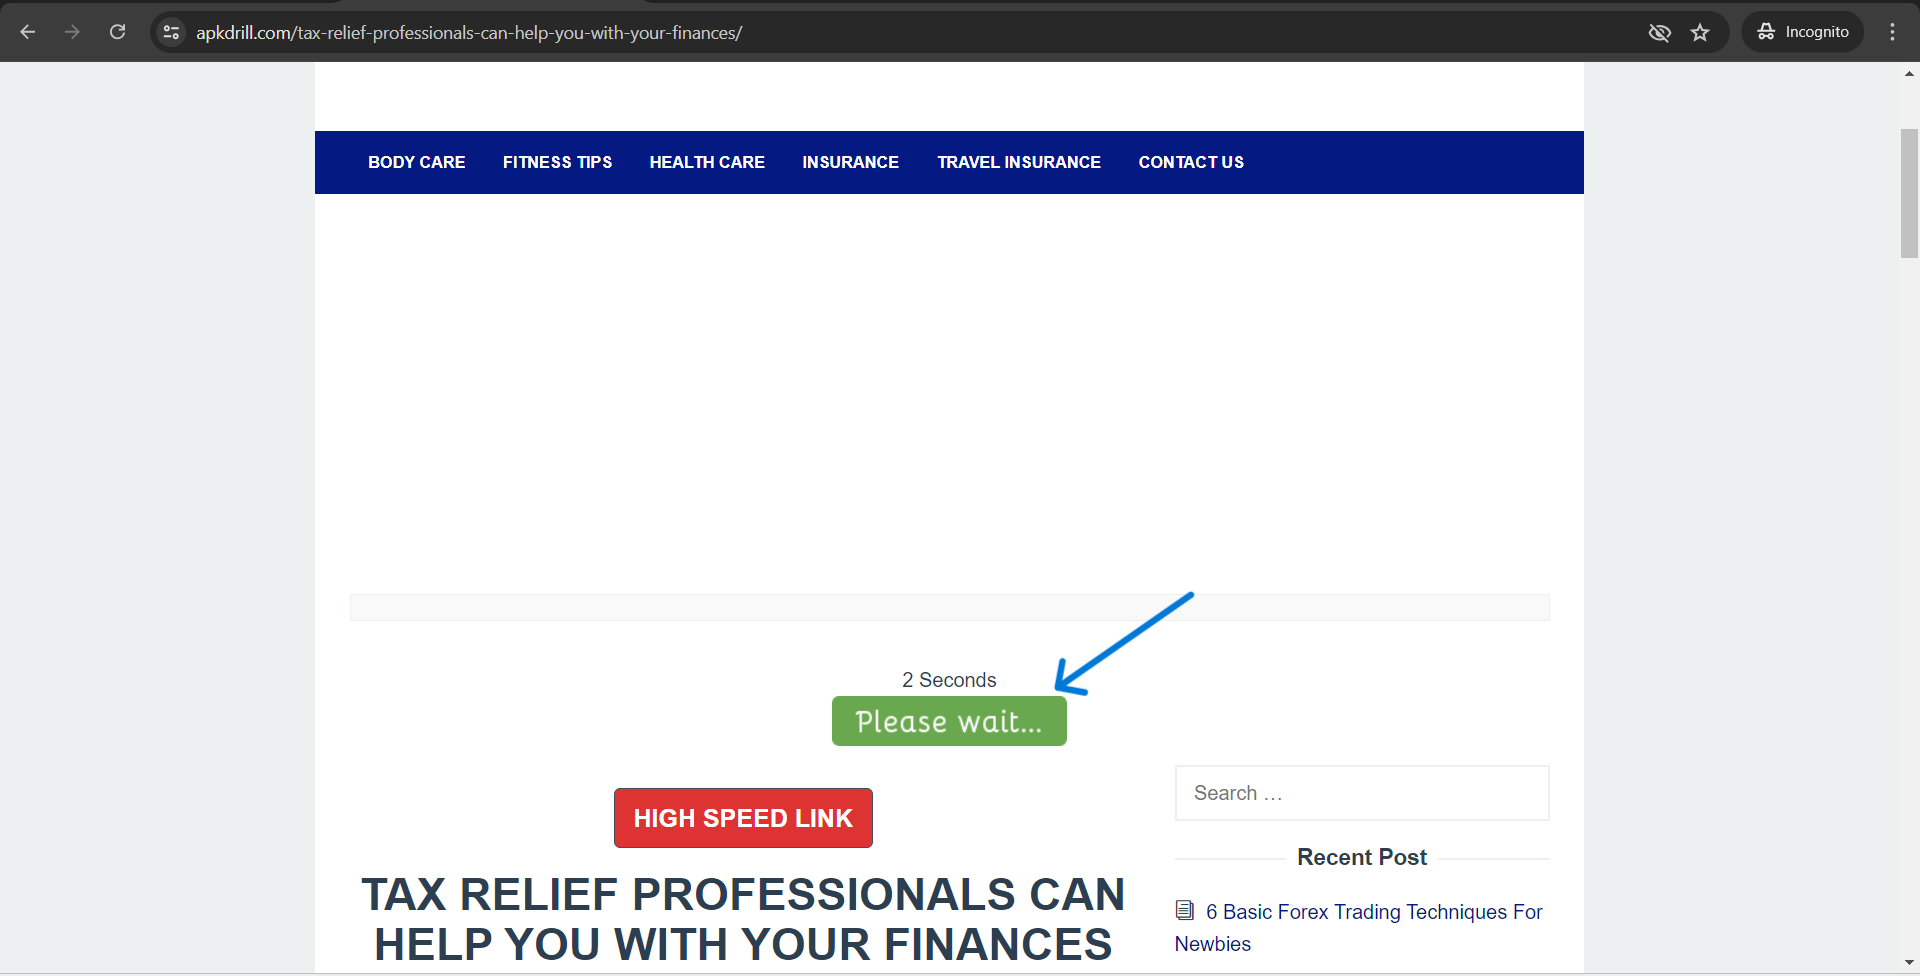 apkdrill.com/tax-relief-professionals-can-help-you-with-your-finances/
Incognito
BODY CARE FITNESS TIPS HEALTH CARE INSURANCE TRAVEL INSURANCE CONTACT US
2 Seconds
Please wait...
HIGH SPEED LINK
TAX RELIEF PROFESSIONALS CAN
HELP YOU WITH YOUR FINANCES
Search …
Recent Post
6 Basic Forex Trading Techniques For
Newbies